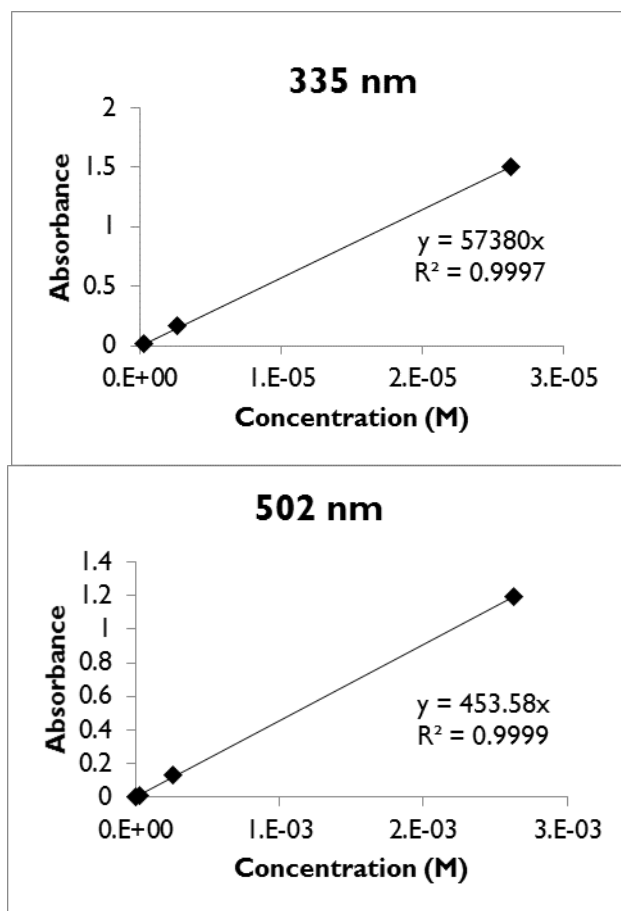 335 nm
2
1.5
1
0.5
0
Absorbance
y = 57380x
R² = 0.9997
0.E+00 1.E-05 2.E-05 3.E-05
Concentration (M)
502 nm
1.4
1.2
1
0.8
0.6
0.4
0.2
0
Absorbance
y = 453.58x
R² = 0.9999
0.E+00 1.E-03 2.E-03 3.E-03
Concentration (M)